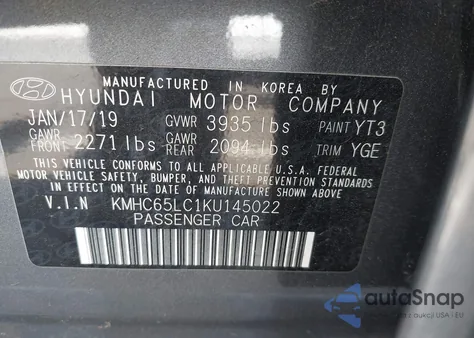 MANUFACTURED IN KOREA BY
HYUNDAI MOTOR COMPANY
JAN/17/19 GVWR 3935 lbs PAINT YT3
GAWR FRONT 2271 lbs GAWR REAR 2094 lbs TRIM YGE
THIS VEHICLE CONFORMS TO ALL APPLICABLE U.S.A. FEDERAL
MOTOR VEHICLE SAFETY, BUMPER, AND THEFT PREVENTION STANDARDS
IN EFFECT ON THE DATE OF MANUFACTURE SHOWN ABOVE.
V.I.N KMHC65LC1KU145022
PASSENGER CAR
autoSnap